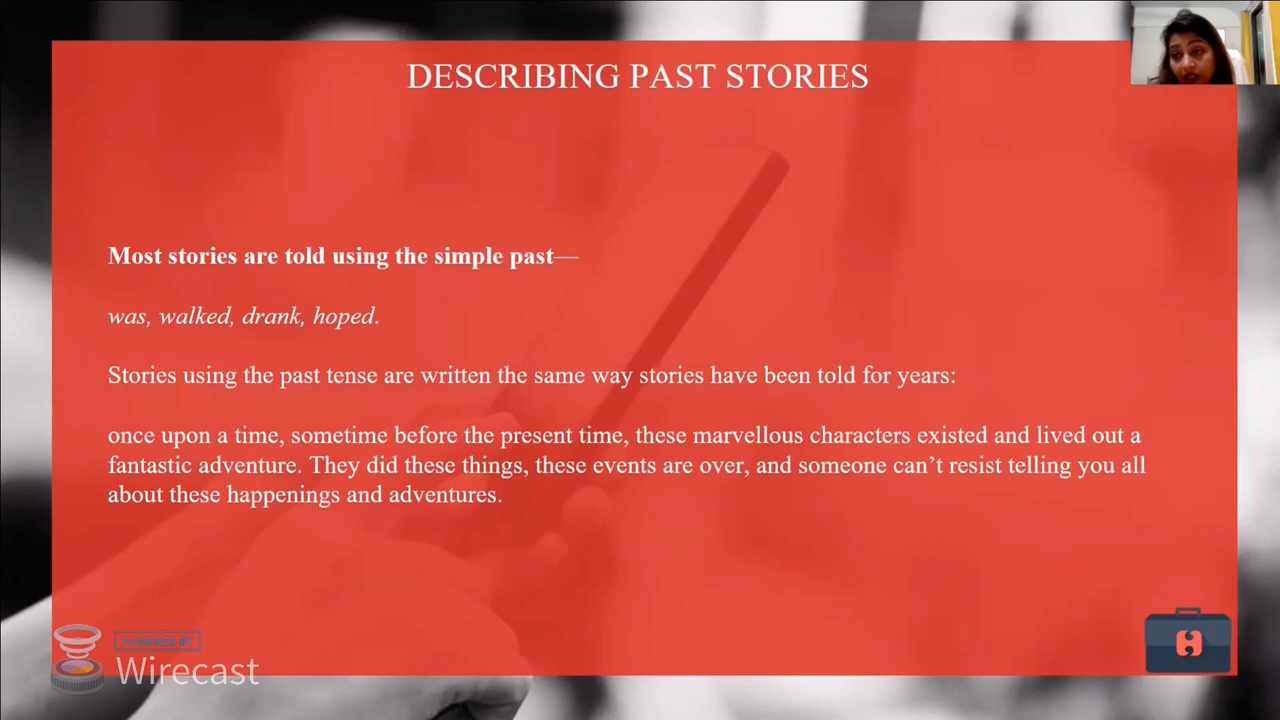 DESCRIBING PAST STORIES
Most stories are told using the simple past—
was, walked, drank, hoped.
Stories using the past tense are written the same way stories have been told for years:
once upon a time, sometime before the present time, these marvellous characters existed and lived out a
fantastic adventure. They did these things, these events are over, and someone can’t resist telling you all
about these happenings and adventures.
POWERED BY
Wirecast